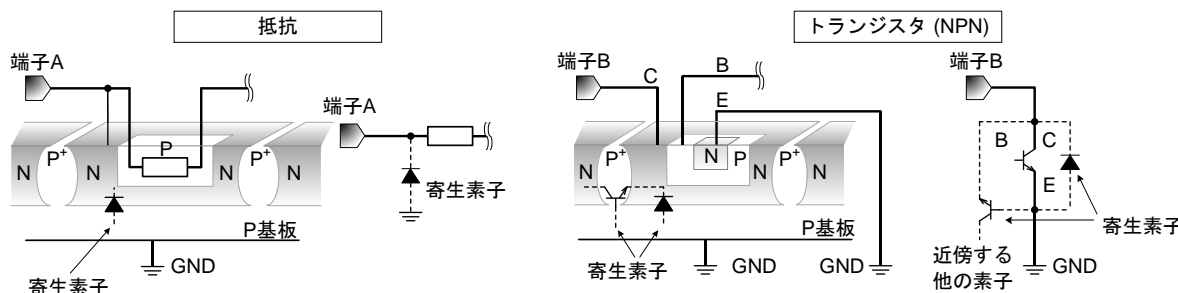 抵抗
トランジスタ (NPN)
端子A
端子A
P
N
P+
N
N
P+
N
寄生素子
P基板
GND
寄生素子
端子B
C
B
E
N
P+
N
N
P
P+
N
P基板
GND
GND
寄生素子
端子B
B
C
E
寄生素子
近傍する
他の素子
GND